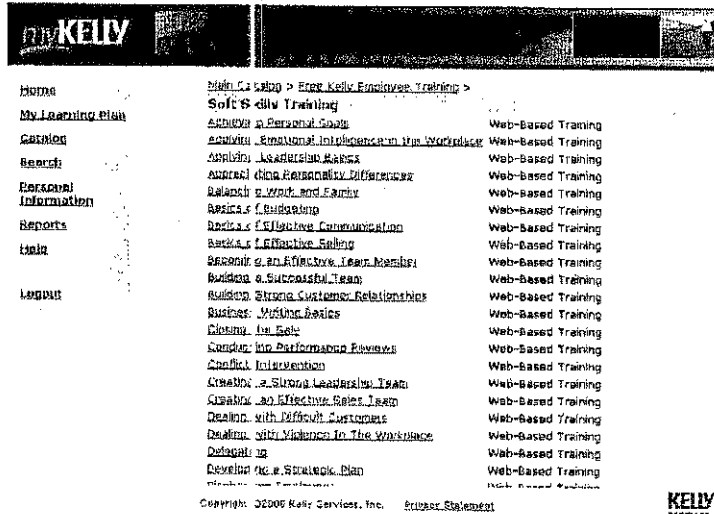 myKELLY
Home
My Learning Plan
Catalog
Search
Personal
Information
Reports
Help
Logout
Main Catalog > Free Kelly Employee Training >
Soft Skills Training
Achieving Personal Goals Web-Based Training
Applying Emotional Intelligence in the Workplace Web-Based Training
Applying Leadership Basics Web-Based Training
Appreciating Personality Differences Web-Based Training
Balancing Work and Family Web-Based Training
Basics of Budgeting Web-Based Training
Basics of Effective Communication Web-Based Training
Basics of Effective Selling Web-Based Training
Becoming an Effective Team Member Web-Based Training
Building a Successful Team Web-Based Training
Building Strong Customer Relationships Web-Based Training
Business Writing Basics Web-Based Training
Closing the Sale Web-Based Training
Conducting Performance Reviews Web-Based Training
Conflict Intervention Web-Based Training
Creating a Strong Leadership Team Web-Based Training
Creating an Effective Sales Team Web-Based Training
Dealing with Difficult Customers Web-Based Training
Dealing with Violence In The Workplace Web-Based Training
Delegating Web-Based Training
Developing a Strategic Plan Web-Based Training
Web-Based Training
Copyright ©2006 Kelly Services, Inc. Privacy Statement
KELLY